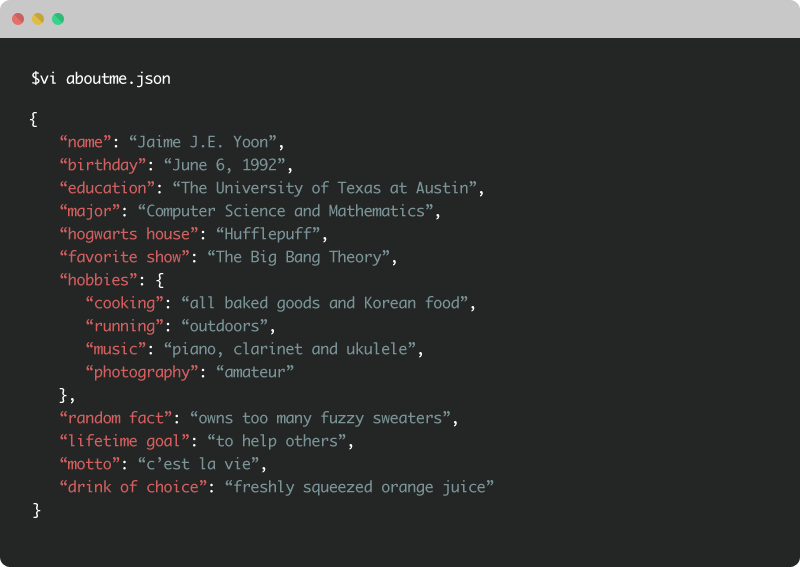 $vi aboutme.json
{
“name”: “Jaime J.E. Yoon”,
“birthday”: “June 6, 1992”,
“education”: “The University of Texas at Austin”,
“major”: “Computer Science and Mathematics”,
“hogwarts house”: “Hufflepuff”,
“favorite show”: “The Big Bang Theory”,
“hobbies”: {
“cooking”: “all baked goods and Korean food”,
“running”: “outdoors”,
“music”: “piano, clarinet and ukulele”,
“photography”: “amateur”
},
“random fact”: “owns too many fuzzy sweaters”,
“lifetime goal”: “to help others”,
“motto”: “c’est la vie”,
“drink of choice”: “freshly squeezed orange juice”
}